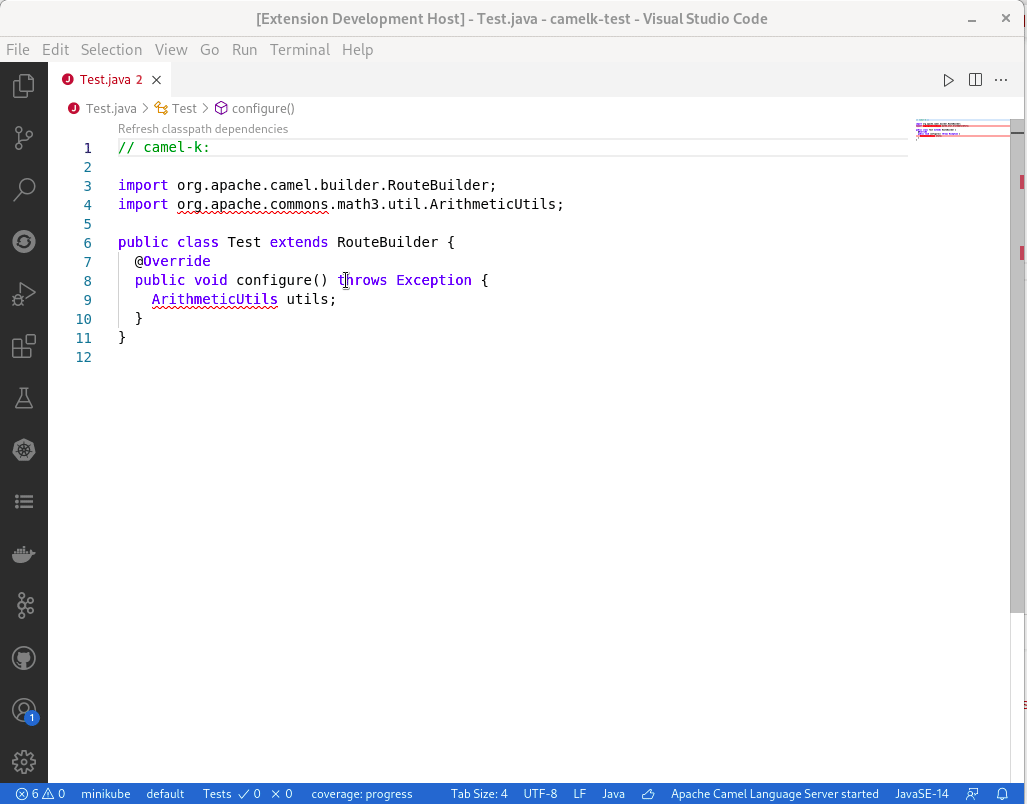 [Extension Development Host] - Test.java - camelk-test - Visual Studio Code
File Edit Selection View Go Run Terminal Help
Test.java 2
Test.java > Test > configure()
Refresh classpath dependencies
1 // camel-k:
2
3 import org.apache.camel.builder.RouteBuilder;
4 import org.apache.commons.math3.util.ArithmeticUtils;
5
6 public class Test extends RouteBuilder {
7 @Override
8 public void configure() throws Exception {
9 ArithmeticUtils utils;
10 }
11 }
12
1
6 0 minikube default Tests ✓ 0 × 0 coverage: progress Tab Size: 4 UTF-8 LF Java Apache Camel Language Server started JavaSE-14